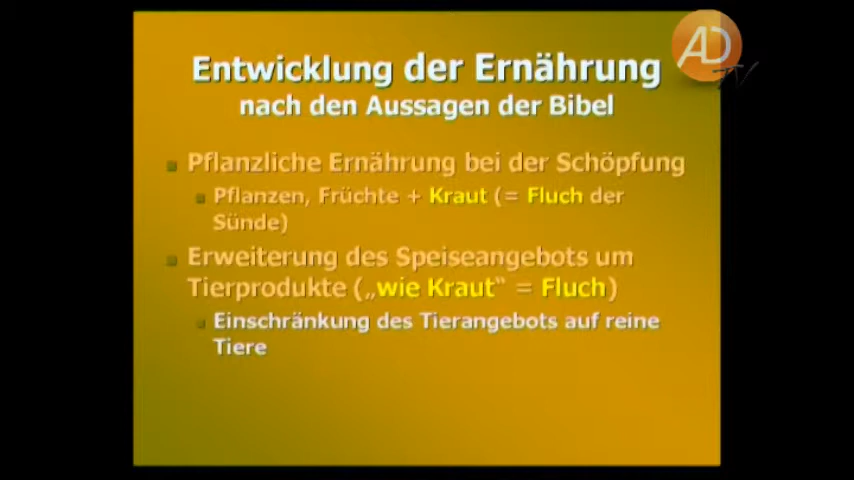 Entwicklung der Ernährung
nach den Aussagen der Bibel
Pflanzliche Ernährung bei der Schöpfung
Pflanzen, Früchte + Kraut (= Fluch der
Sünde)
Erweiterung des Speiseangebots um
Tierprodukte („wie Kraut“ = Fluch)
Einschränkung des Tierangebots auf reine
Tiere
AD
TV